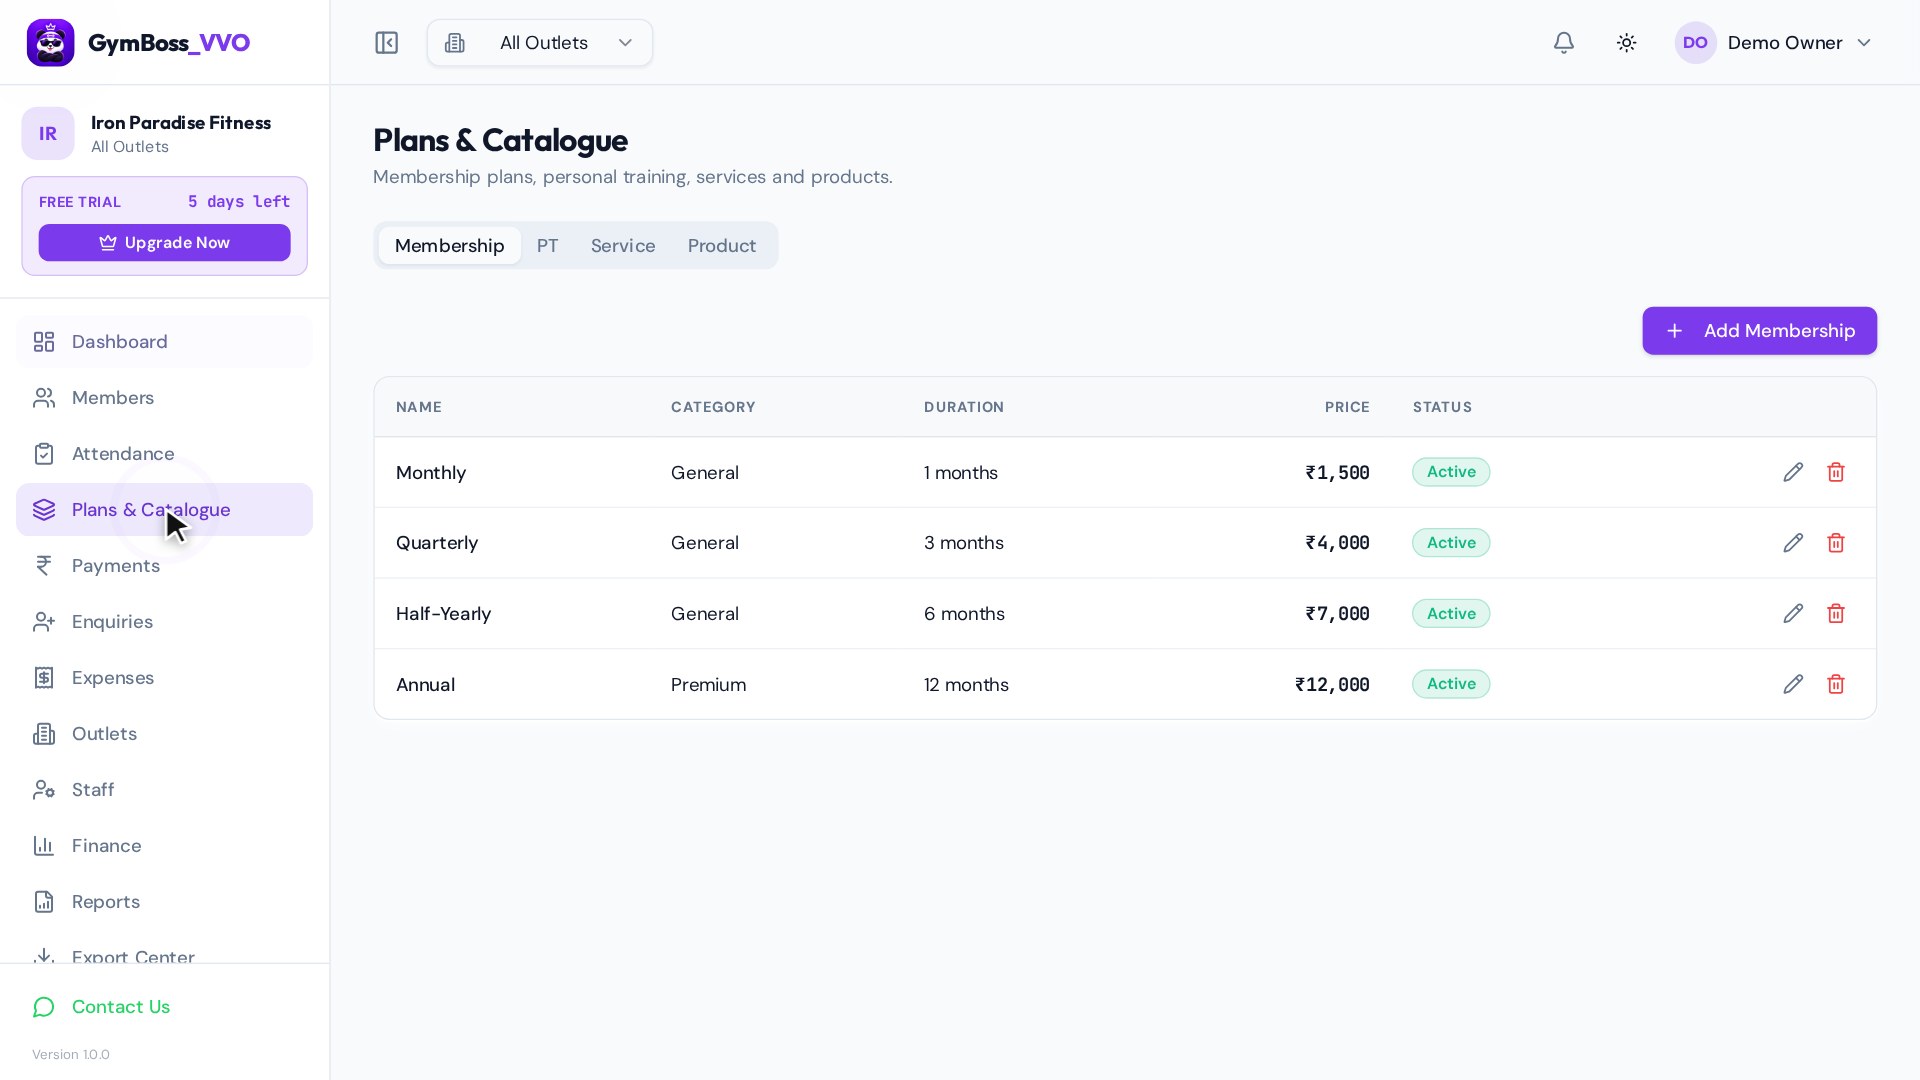 GymBoss_VVO
All Outlets
DO
Demo Owner
IR
Iron Paradise Fitness
All Outlets
FREE TRIAL
5 days left
Upgrade Now
Dashboard
Members
Attendance
Plans & Catalogue
Payments
Enquiries
Expenses
Outlets
Staff
Finance
Reports
Export Center
Contact Us
Version 1.0.0
Plans & Catalogue
Membership plans, personal training, services and products.
Membership PT Service Product
Add Membership
NAME CATEGORY DURATION PRICE STATUS
Monthly General 1 months ₹1,500 Active
Quarterly General 3 months ₹4,000 Active
Half-Yearly General 6 months ₹7,000 Active
Annual Premium 12 months ₹12,000 Active